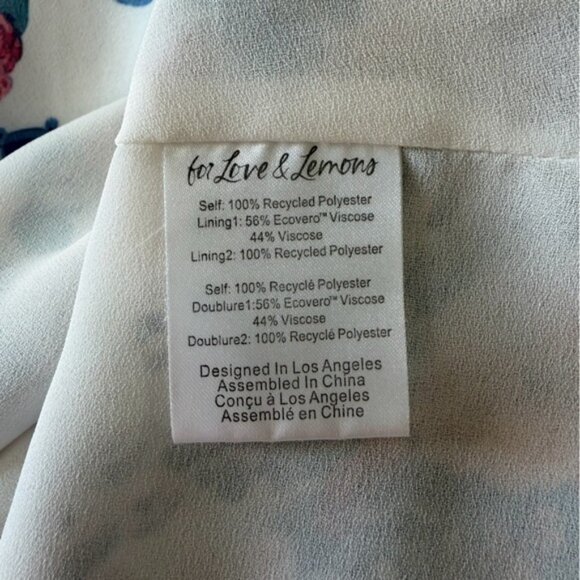 for Love & Lemons
Self: 100% Recycled Polyester
Lining1: 56% Ecovero™ Viscose
44% Viscose
Lining2: 100% Recycled Polyester
Self: 100% Recyclé Polyester
Doublure1:56% Ecovero™ Viscose
44% Viscose
Doublure2: 100% Recyclé Polyester
Designed In Los Angeles
Assembled In China
Conçu à Los Angeles
Assemblé en Chine